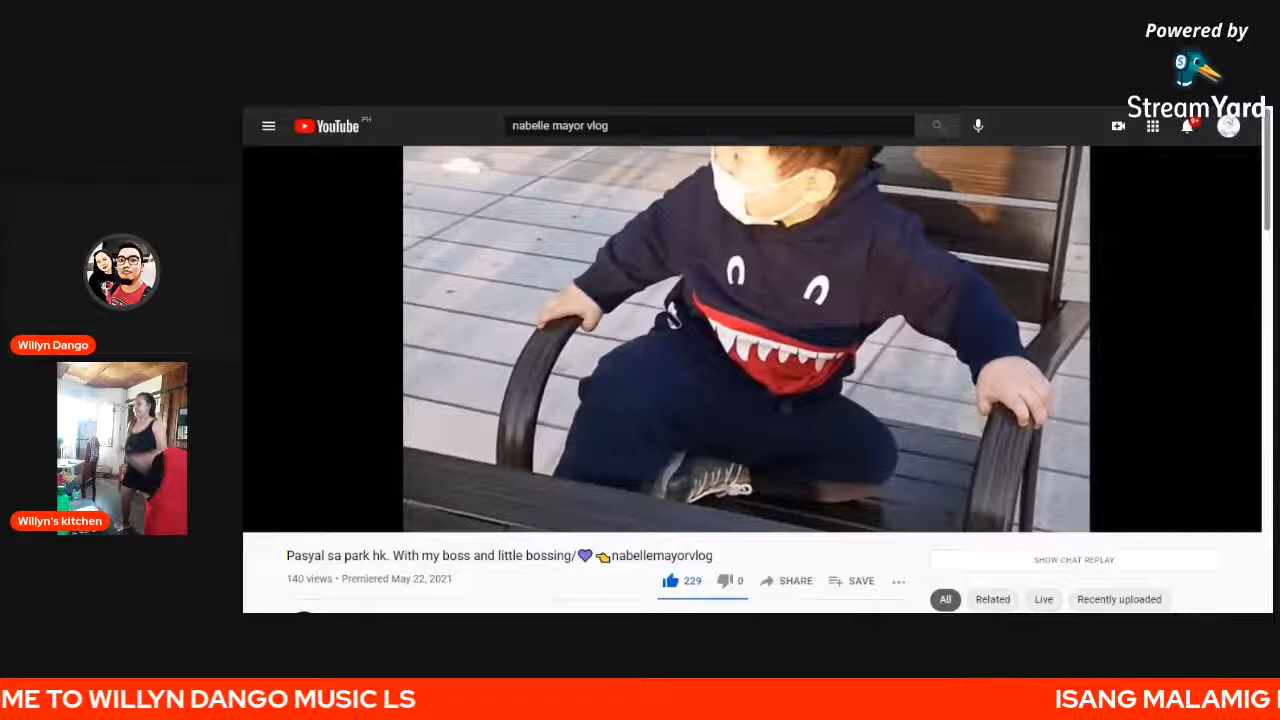 Powered by
StreamYard
YouTube PH
nabelle mayor vlog
9+
Willyn Dango
Willyn's kitchen
Pasyal sa park hk. With my boss and little bossing/💜👈nabellemayorvlog
140 views • Premiered May 22, 2021
229
0
SHARE
SAVE
SHOW CHAT REPLAY
All
Related
Live
Recently uploaded
ME TO WILLYN DANGO MUSIC LS
ISANG MALAMIG